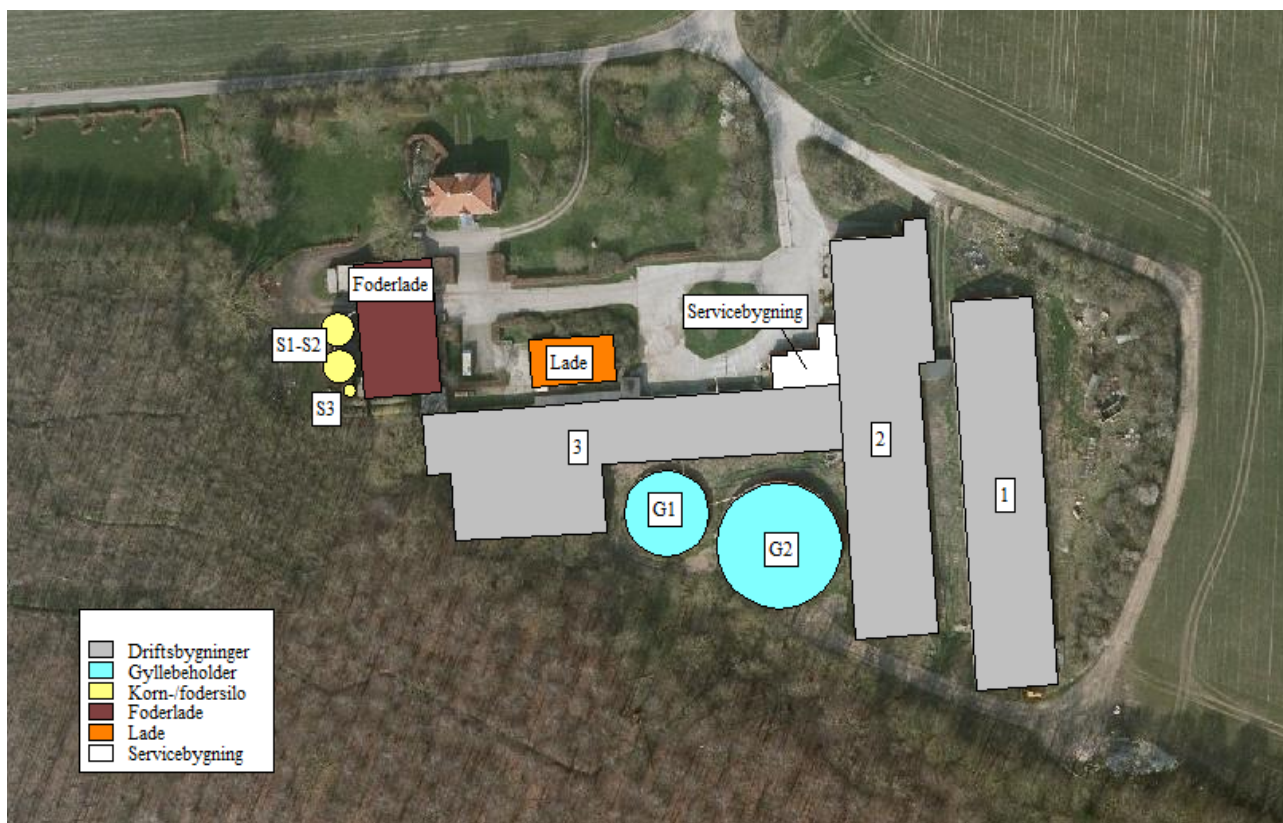 Foderlade
Servicebygning
S1-S2
Lade
S3
3
2
1
G1
G2
Driftsbygninger
Gyllebeholder
Korn-/fodersilo
Foderlade
Lade
Servicebygning